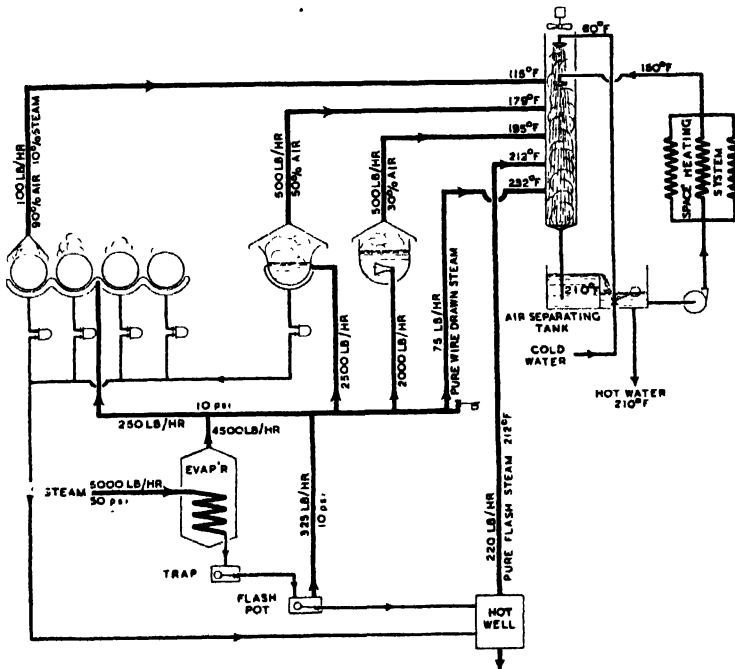 60°F
115°F
150°F
179°F
195°F
212°F
232°F
100 LB/HR
90% AIR 10% STEAM
500 LB/HR
50% AIR
500 LB/HR
30% AIR
SPACE HEATING
SYSTEM
210°F
AIR SEPARATING
TANK
COLD
WATER
HOT WATER
210°F
2500 LB/HR
2000 LB/HR
75 LB/HR
PURE WIRE DRAWN STEAM
10 psi
250 LB/HR
4500 LB/HR
EVAP'R
STEAM
5000 LB/HR
50 psi
325 LB/HR
10 psi
220 LB/HR
PURE FLASH STEAM 212°F
TRAP
FLASH
POT
HOT
WELL